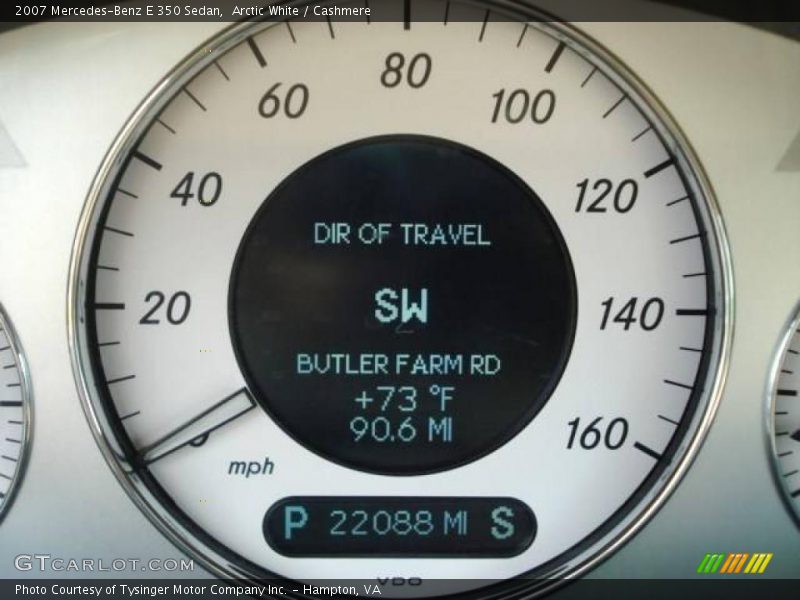 2007 Mercedes-Benz E 350 Sedan, Arctic White / Cashmere
80
60
100
40
120
20
140
160
DIR OF TRAVEL
SW
BUTLER FARM RD
+73 °F
90.6 MI
mph
P 22088 MI S
VDO
GTCARLOT.COM
Photo Courtesy of Tysinger Motor Company Inc. - Hampton, VA